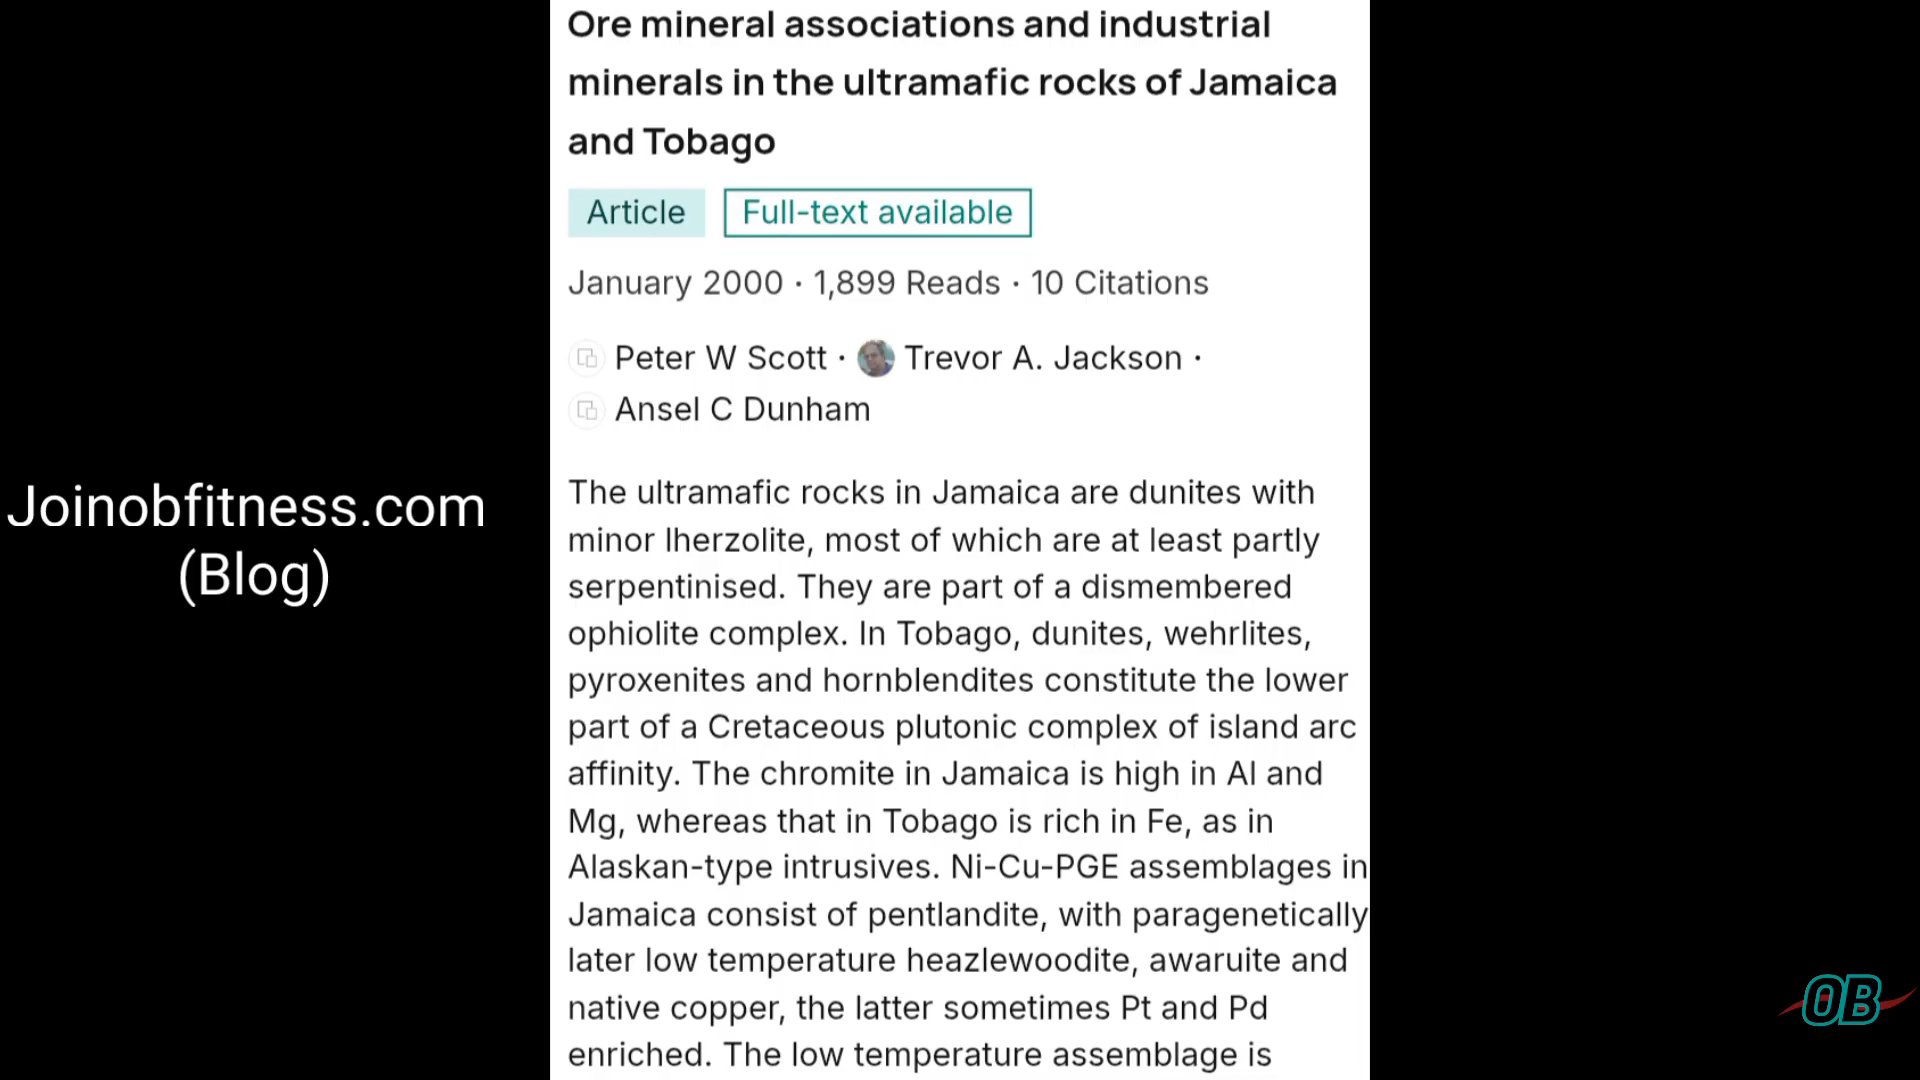 Ore mineral associations and industrial
minerals in the ultramafic rocks of Jamaica
and Tobago
Article
Full-text available
January 2000 · 1,899 Reads · 10 Citations
Peter W Scott · Trevor A. Jackson ·
Ansel C Dunham
The ultramafic rocks in Jamaica are dunites with
minor lherzolite, most of which are at least partly
serpentinised. They are part of a dismembered
ophiolite complex. In Tobago, dunites, wehrlites,
pyroxenites and hornblendites constitute the lower
part of a Cretaceous plutonic complex of island arc
affinity. The chromite in Jamaica is high in Al and
Mg, whereas that in Tobago is rich in Fe, as in
Alaskan-type intrusives. Ni-Cu-PGE assemblages in
Jamaica consist of pentlandite, with paragenetically
later low temperature heazlewoodite, awaruite and
native copper, the latter sometimes Pt and Pd
enriched. The low temperature assemblage is
Joinobfitness.com
(Blog)
OB